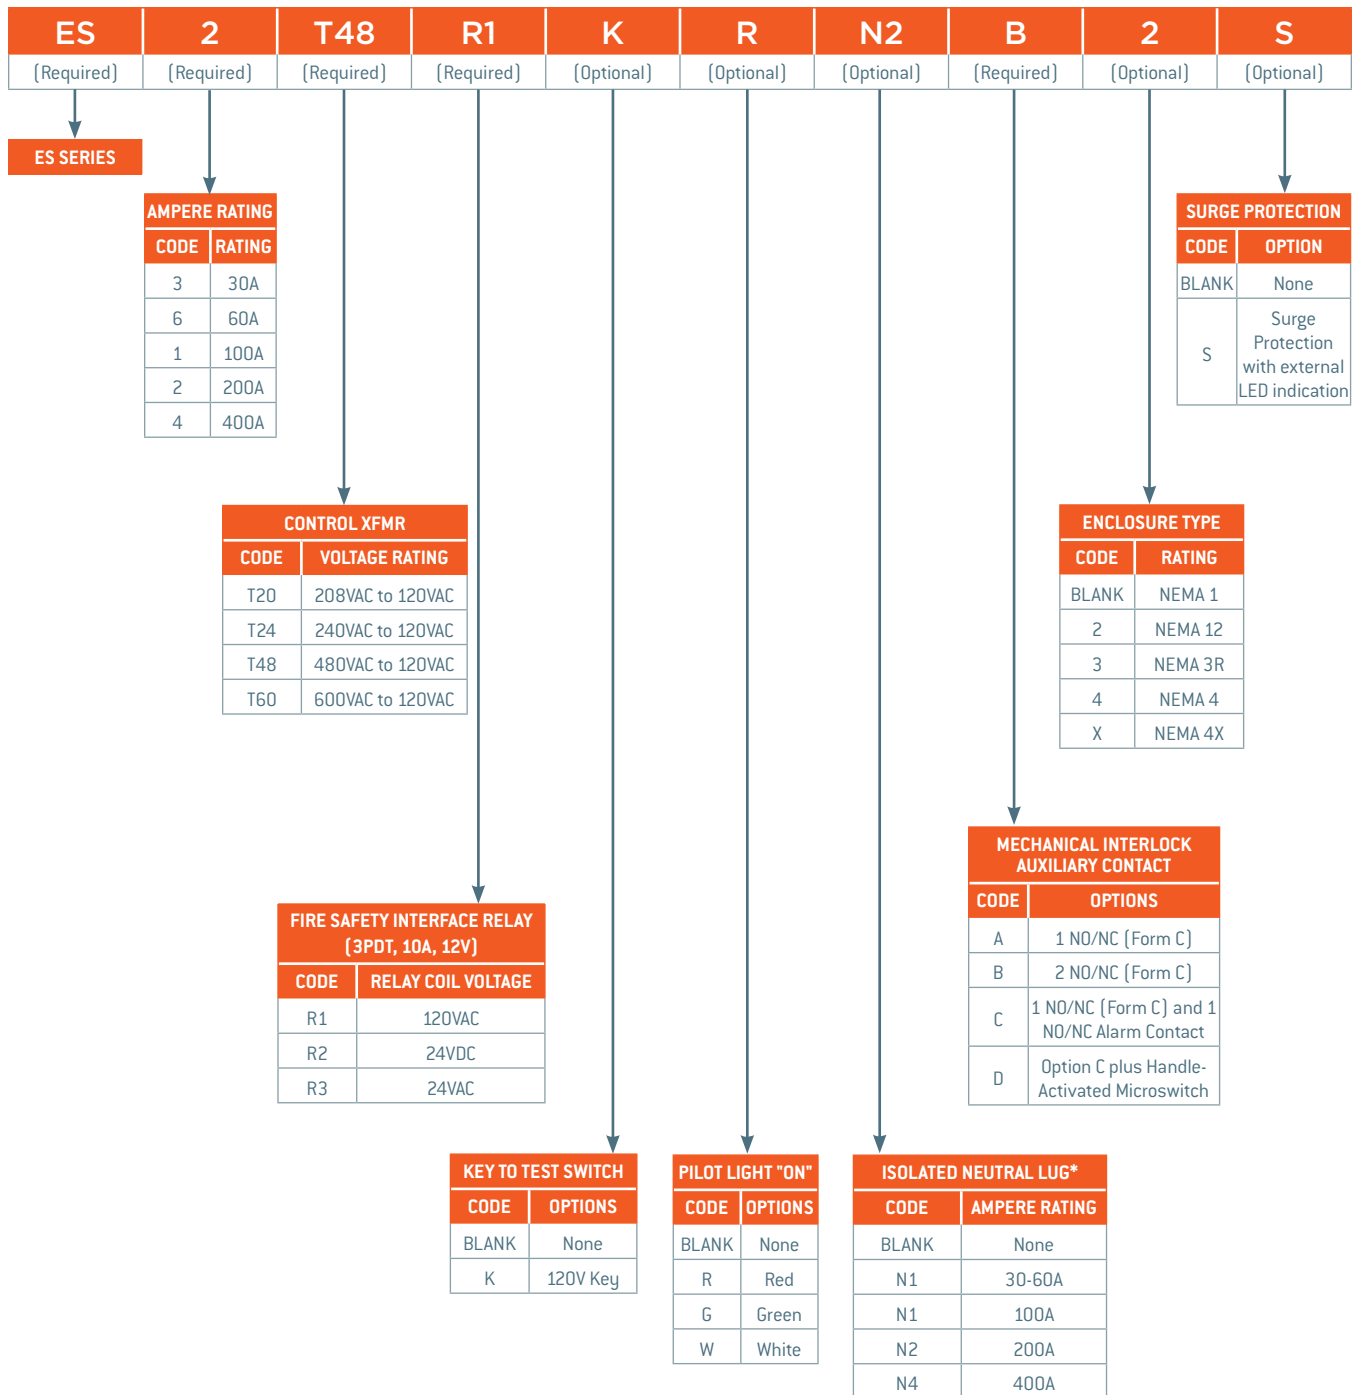 ES 2 T48 R1 K R N2 B 2 S
(Required) (Required) (Required) (Required) (Optional) (Optional) (Optional) (Required) (Optional) (Optional)
ES SERIES
AMPERE RATING
CODE RATING
3 30A
6 60A
1 100A
2 200A
4 400A
SURGE PROTECTION
CODE OPTION
BLANK None
S Surge
Protection
with external
LED indication
CONTROL XFMR
CODE VOLTAGE RATING
T20 208VAC to 120VAC
T24 240VAC to 120VAC
T48 480VAC to 120VAC
T60 600VAC to 120VAC
ENCLOSURE TYPE
CODE RATING
BLANK NEMA 1
2 NEMA 12
3 NEMA 3R
4 NEMA 4
X NEMA 4X
MECHANICAL INTERLOCK
AUXILIARY CONTACT
CODE OPTIONS
A 1 NO/NC (Form C)
B 2 NO/NC (Form C)
C 1 NO/NC (Form C) and 1
NO/NC Alarm Contact
D Option C plus Handle-
Activated Microswitch
FIRE SAFETY INTERFACE RELAY
(3PDT, 10A, 12V)
CODE RELAY COIL VOLTAGE
R1 120VAC
R2 24VDC
R3 24VAC
KEY TO TEST SWITCH
CODE OPTIONS
BLANK None
K 120V Key
PILOT LIGHT "ON"
CODE OPTIONS
BLANK None
R Red
G Green
W White
ISOLATED NEUTRAL LUG*
CODE AMPERE RATING
BLANK None
N1 30-60A
N1 100A
N2 200A
N4 400A